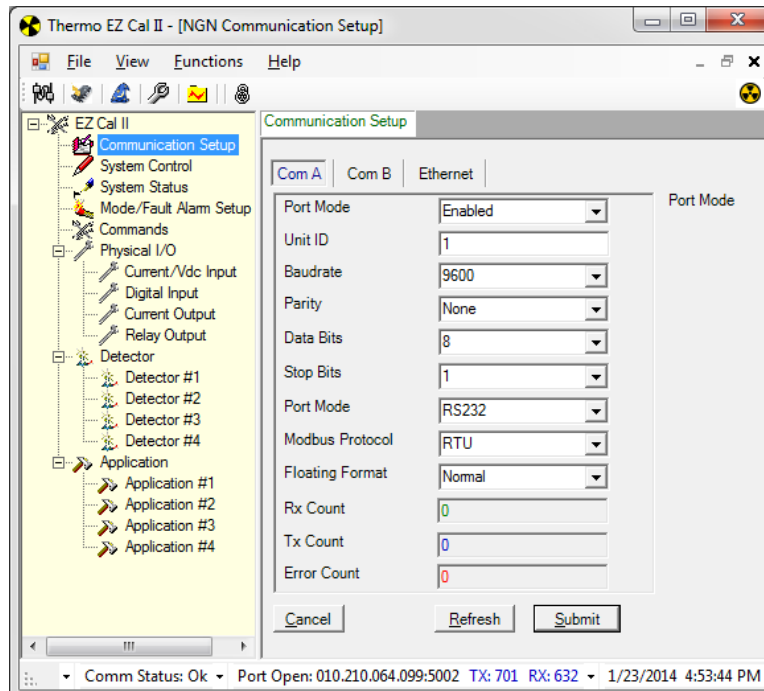 Thermo EZ Cal II - [NGN Communication Setup]
File View Functions Help
EZ Cal II
Communication Setup
System Control
System Status
Mode/Fault Alarm Setup
Commands
Physical I/O
Current/Vdc Input
Digital Input
Current Output
Relay Output
Detector
Detector #1
Detector #2
Detector #3
Detector #4
Application
Application #1
Application #2
Application #3
Application #4
Communication Setup
Com A Com B Ethernet
Port Mode Enabled
Unit ID 1
Baudrate 9600
Parity None
Data Bits 8
Stop Bits 1
Port Mode RS232
Modbus Protocol RTU
Floating Format Normal
Rx Count 0
Tx Count 0
Error Count 0
Port Mode
Cancel Refresh Submit
Comm Status: Ok Port Open: 010.210.064.099:5002 TX: 701 RX: 632 1/23/2014 4:53:44 PM